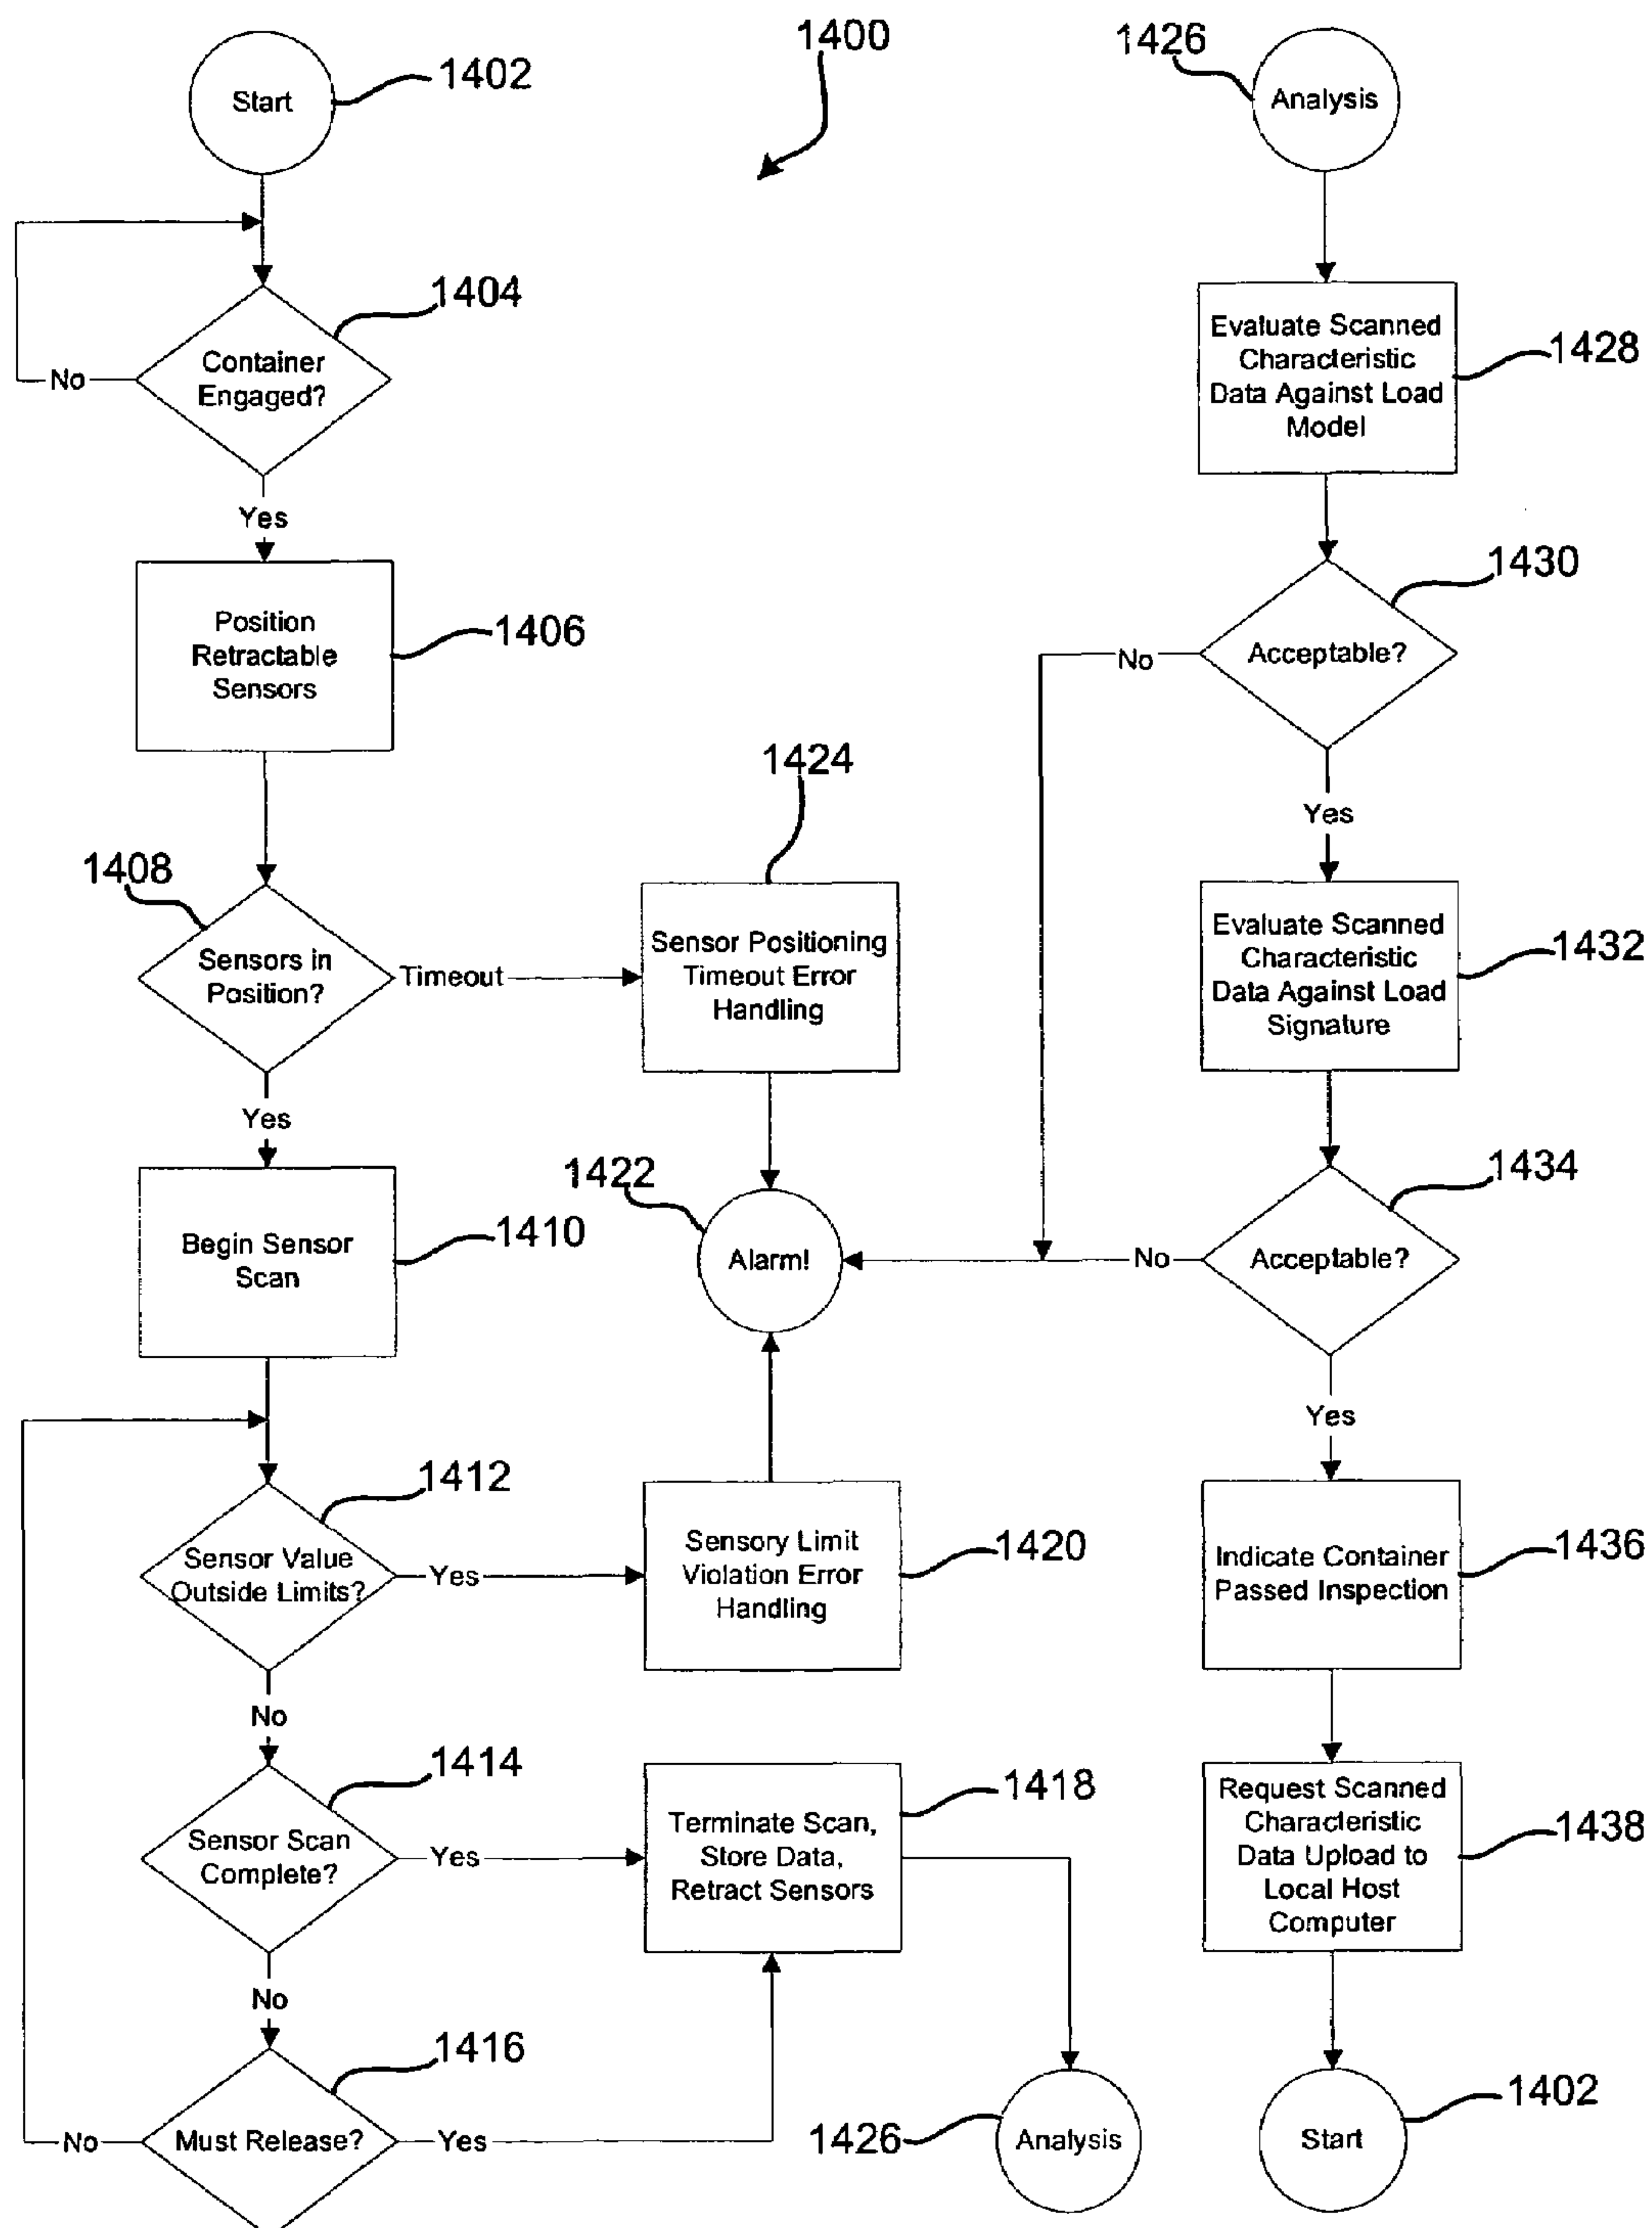 1400
Start
1402
Container
Engaged?
1404
No
Yes
Position
Retractable
Sensors
1406
1408
Sensors in
Position?
Timeout
Yes
1424
Sensor Positioning
Timeout Error
Handling
Begin Sensor
Scan
1410
1422
Alarm!
1412
Sensor Value
Outside Limits?
Yes
Sensory Limit
Violation Error
Handling
1420
No
1414
Sensor Scan
Complete?
Yes
Terminate Scan,
Store Data,
Retract Sensors
1418
No
1416
Must Release?
No
Yes
1426
Analysis
1426
Analysis
Evaluate Scanned
Characteristic
Data Against Load
Model
1428
1430
Acceptable?
No
Yes
Evaluate Scanned
Characteristic
Data Against Load
Signature
1432
1434
Acceptable?
No
Yes
Indicate Container
Passed Inspection
1436
Request Scanned
Characteristic
Data Upload to
Local Host
Computer
1438
Start
1402